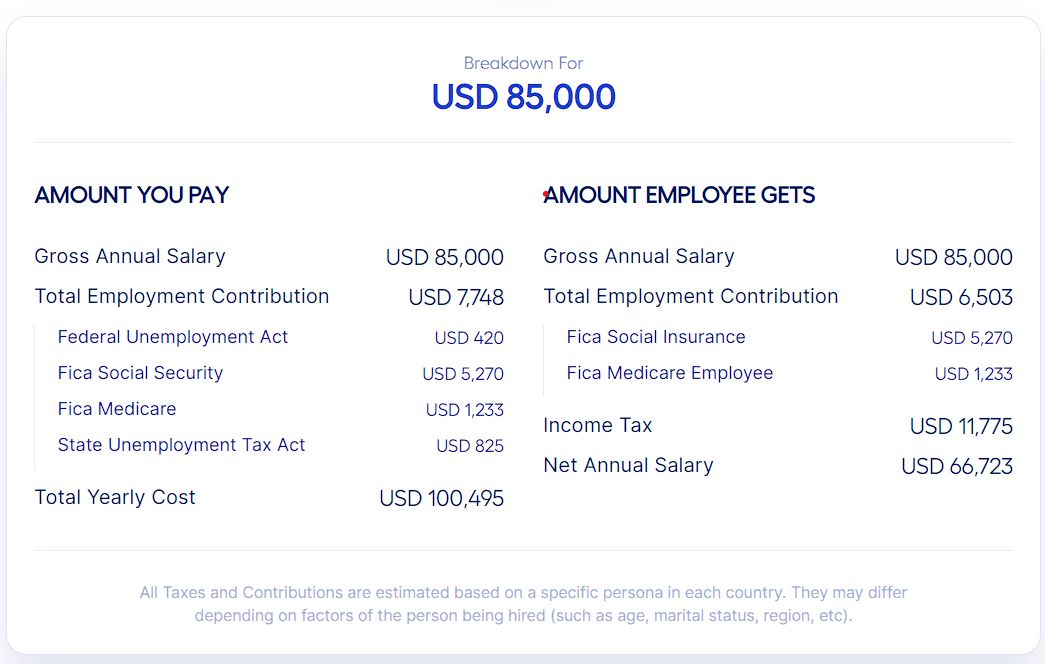 Breakdown For
USD 85,000
AMOUNT YOU PAY
Gross Annual Salary USD 85,000
Total Employment Contribution USD 7,748
Federal Unemployment Act USD 420
Fica Social Security USD 5,270
Fica Medicare USD 1,233
State Unemployment Tax Act USD 825
Total Yearly Cost USD 100,495
AMOUNT EMPLOYEE GETS
Gross Annual Salary USD 85,000
Total Employment Contribution USD 6,503
Fica Social Insurance USD 5,270
Fica Medicare Employee USD 1,233
Income Tax USD 11,775
Net Annual Salary USD 66,723
All Taxes and Contributions are estimated based on a specific persona in each country. They may differ
depending on factors of the person being hired (such as age, marital status, region, etc).